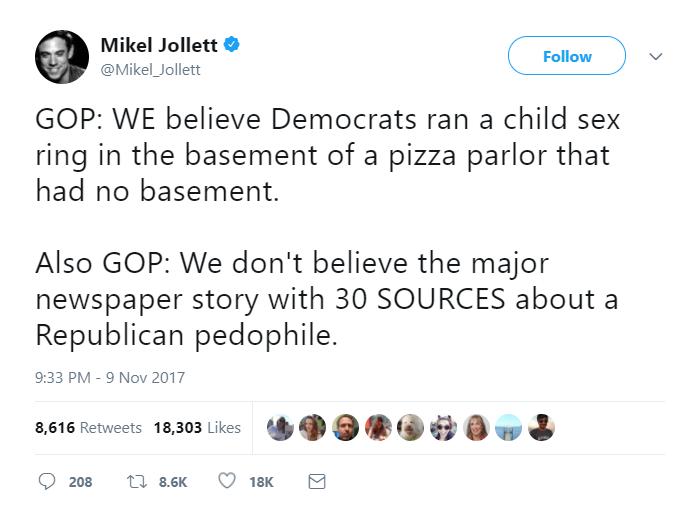 Mikel Jollett
@Mikel_Jollett
Follow
GOP: WE believe Democrats ran a child sex
ring in the basement of a pizza parlor that
had no basement.
Also GOP: We don't believe the major
newspaper story with 30 SOURCES about a
Republican pedophile.
9:33 PM - 9 Nov 2017
8,616 Retweets 18,303 Likes
208 8.6K 18K